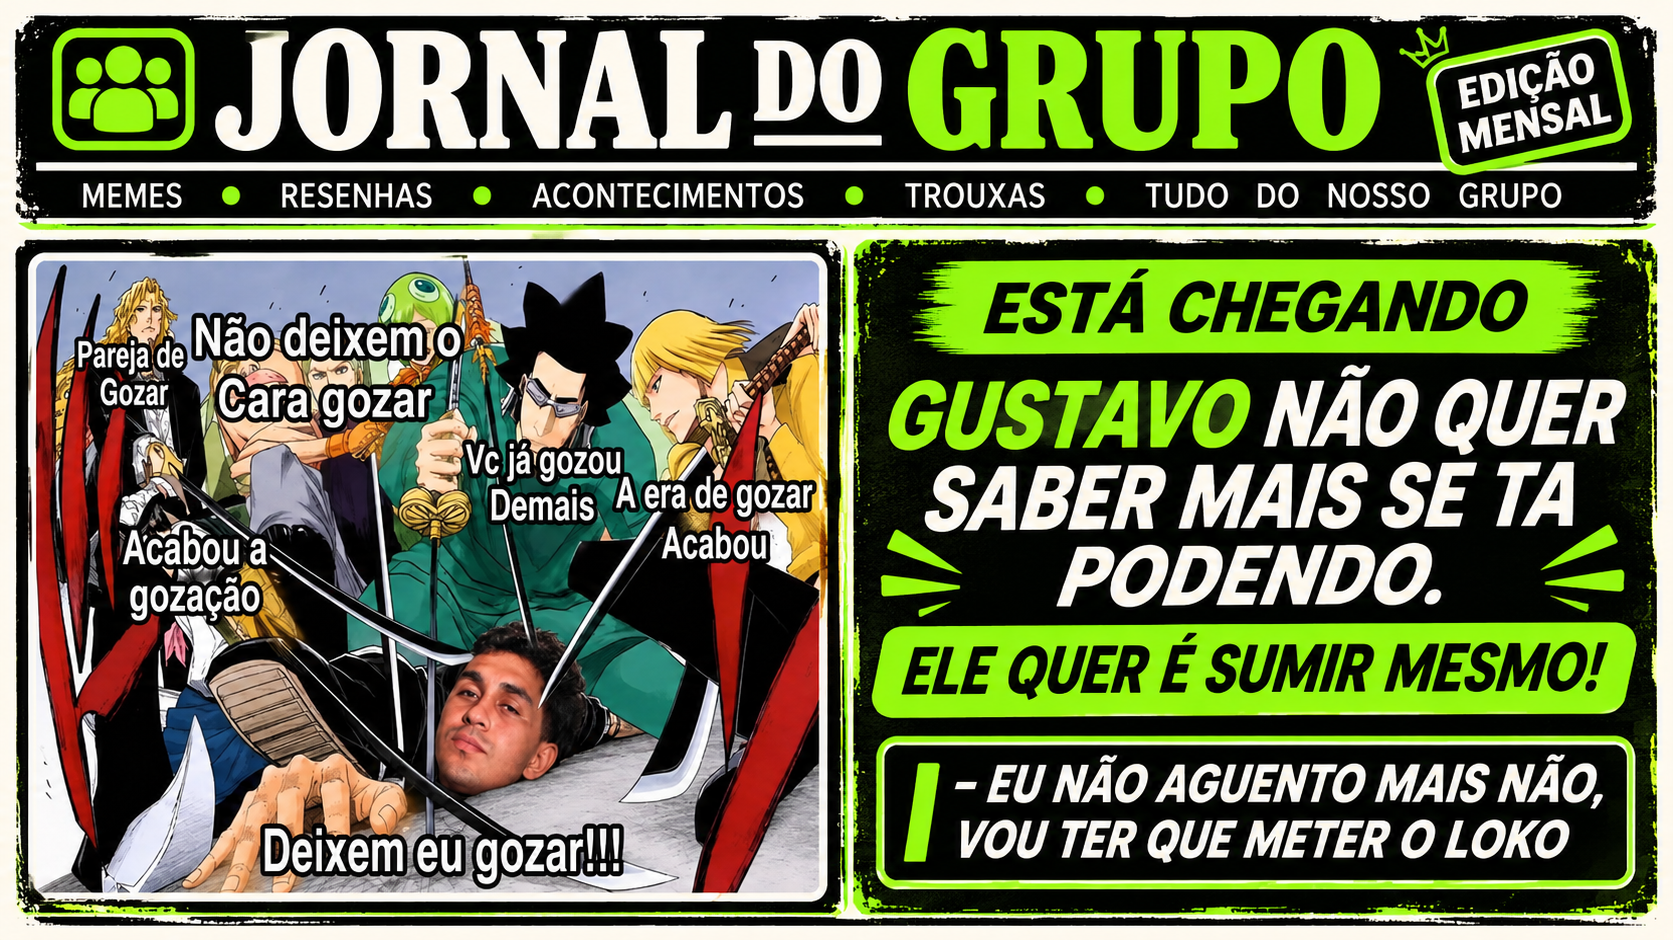 JORNAL DO GRUPO
EDIÇÃO
MENSAL
MEMES • RESENHAS • ACONTECIMENTOS • TROUXAS • TUDO DO NOSSO GRUPO
Não deixem o
Cara gozar
Pareja de
Gozar
Vc já gozou
Demais
A era de gozar
Acabou
Acabou a
gozação
Deixem eu gozar!!!
ESTÁ CHEGANDO
GUSTAVO NÃO QUER
SABER MAIS SE TA
PODENDO.
ELE QUER É SUMIR MESMO!
– EU NÃO AGUENTO MAIS NÃO,
VOU TER QUE METER O LOKO